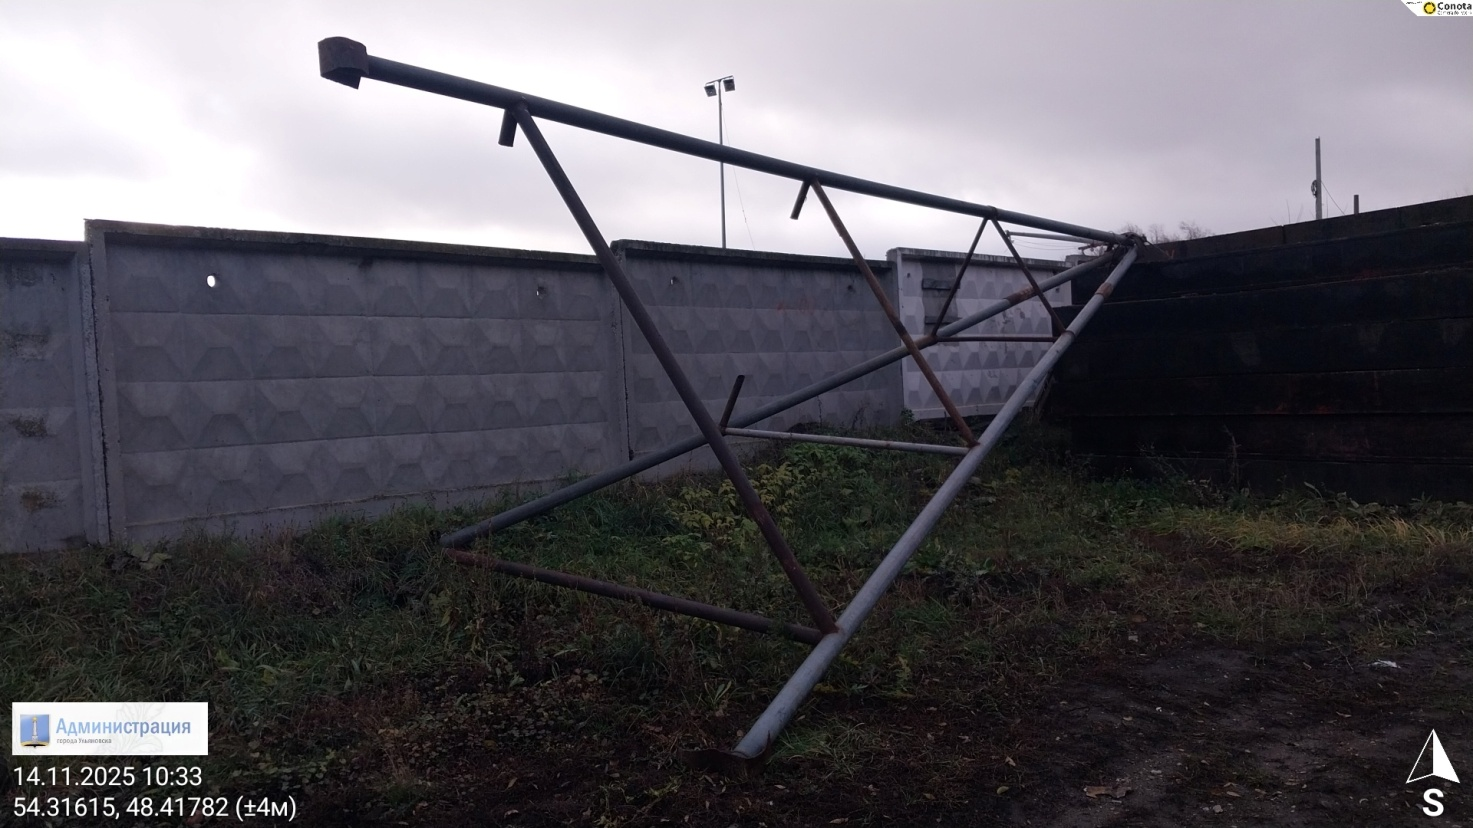 Conota
Администрация
города Ульяновска
14.11.2025 10:33
54.31615, 48.41782 (±4м)
S